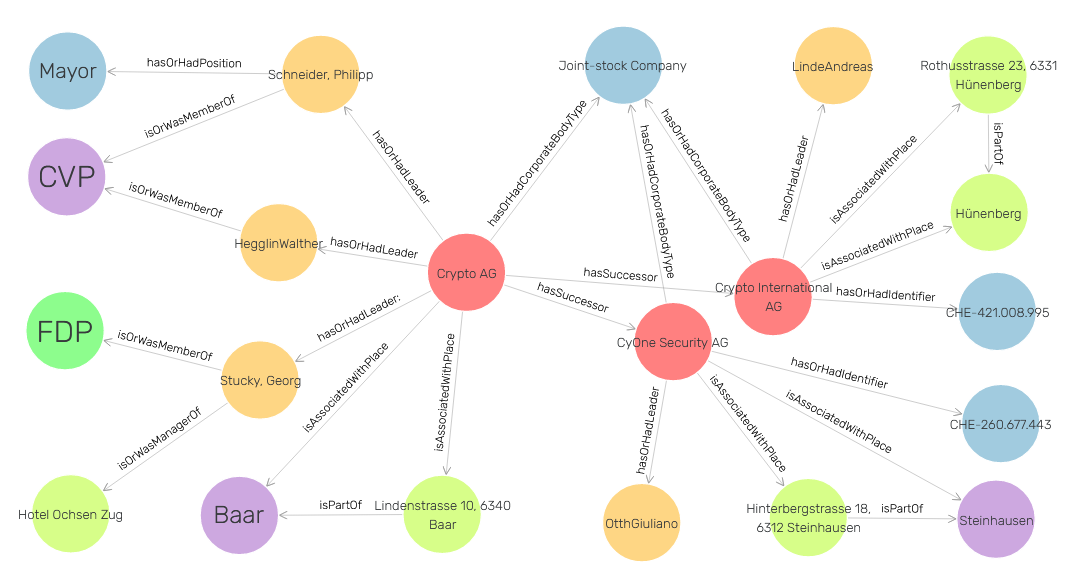 Mayor
hasOrHadPosition
Schneider, Philipp
Joint-stock Company
LindeAndreas
Rothusstrasse 23, 6331
Hünenberg
isOrWasMemberOf
hasOrHadLeader
hasOrHadCorporateBodyType
hasOrHadCorporateBodyType
hasOrHadCorporateBodyType
hasOrHadLeader
isAssociatedWithPlace
isPartOf
CVP
isOrWasMemberOf
HegglinWalther
hasOrHadLeader
Crypto AG
hasSuccessor
hasSuccessor
Crypto International
AG
isAssociatedWithPlace
Hünenberg
hasOrHadIdentifier
CHE-421.008.995
FDP
isOrWasMemberOf
hasOrHadLeader:
Stucky, Georg
CyOne Security AG
isOrWasManagerOf
isAssociatedWithPlace
isAssociatedWithPlace
hasOrHadLeader
isAssociatedWithPlace
isAssociatedWithPlace
hasOrHadIdentifier
CHE-260.677.443
Hotel Ochsen Zug
Baar
isPartOf
Lindenstrasse 10, 6340
Baar
OtthGiuliano
Hinterbergstrasse 18,
6312 Steinhausen
isPartOf
Steinhausen